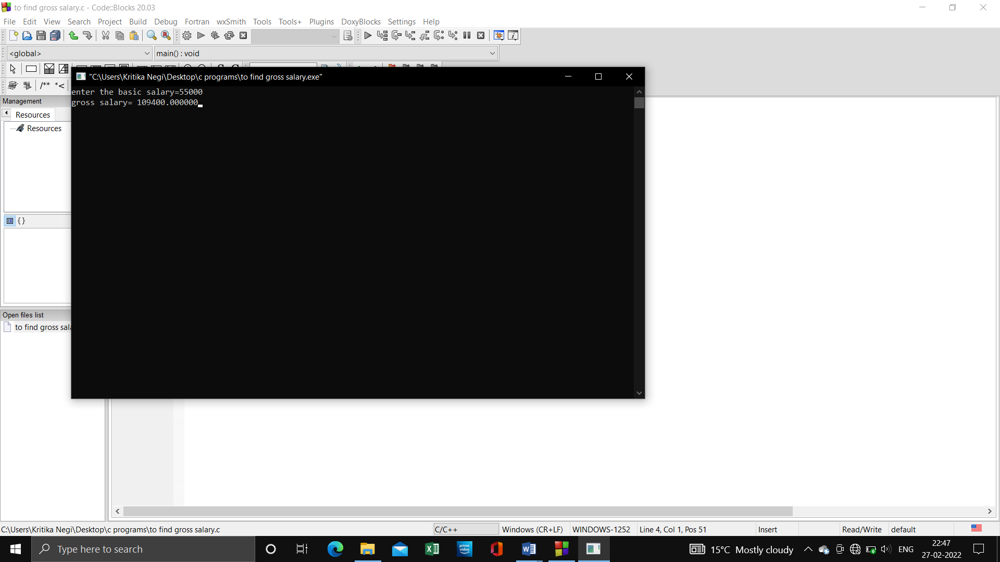 to find gross salary.c - Code::Blocks 20.03
File Edit View Search Project Build Debug Fortran wxSmith Tools Tools+ Plugins DoxyBlocks Settings Help
<global> main() : void
/** *<
"C:\Users\Kritika Negi\Desktop\c programs\to find gross salary.exe"
enter the basic salary=55000
gross salary= 109400.000000
Management
Resources
Resources
{}
Open files list
to find gross sal
C:\Users\Kritika Negi\Desktop\c programs\to find gross salary.c C/C++ Windows (CR+LF) WINDOWS-1252 Line 4, Col 1, Pos 51 Insert Read/Write default
Type here to search
prime video
15°C Mostly cloudy ENG
22:47
27-02-2022